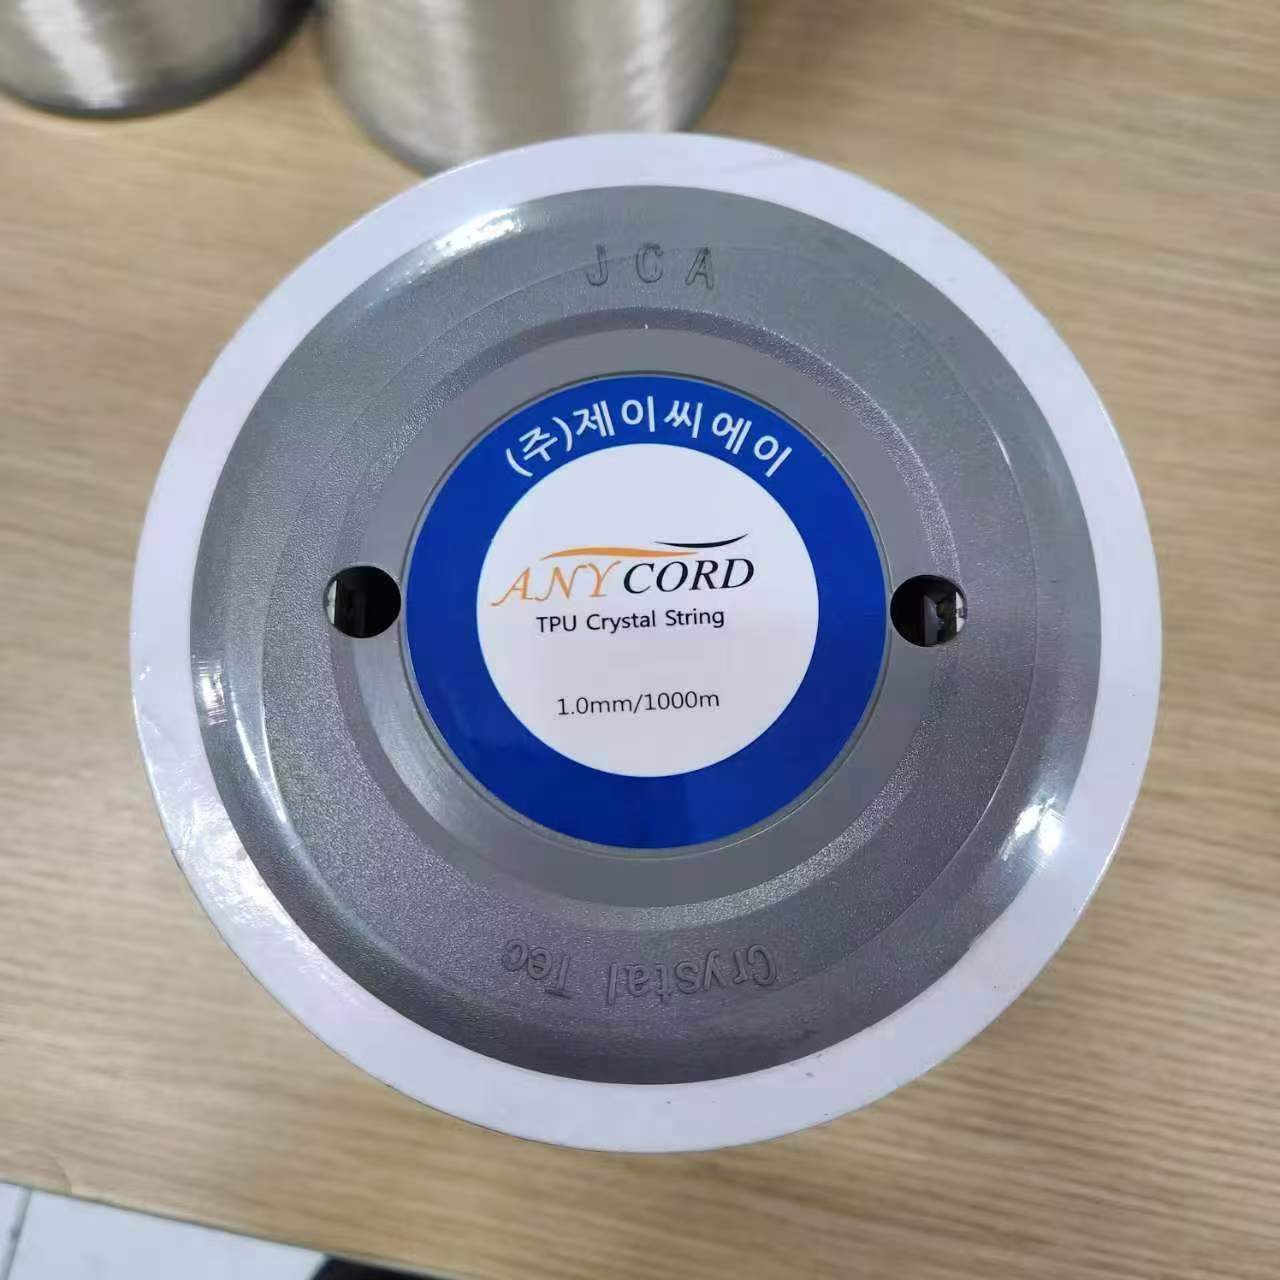 JCA
(주)제이씨에이
ANYCORD
TPU Crystal String
1.0mm/1000m
Crystal Tec